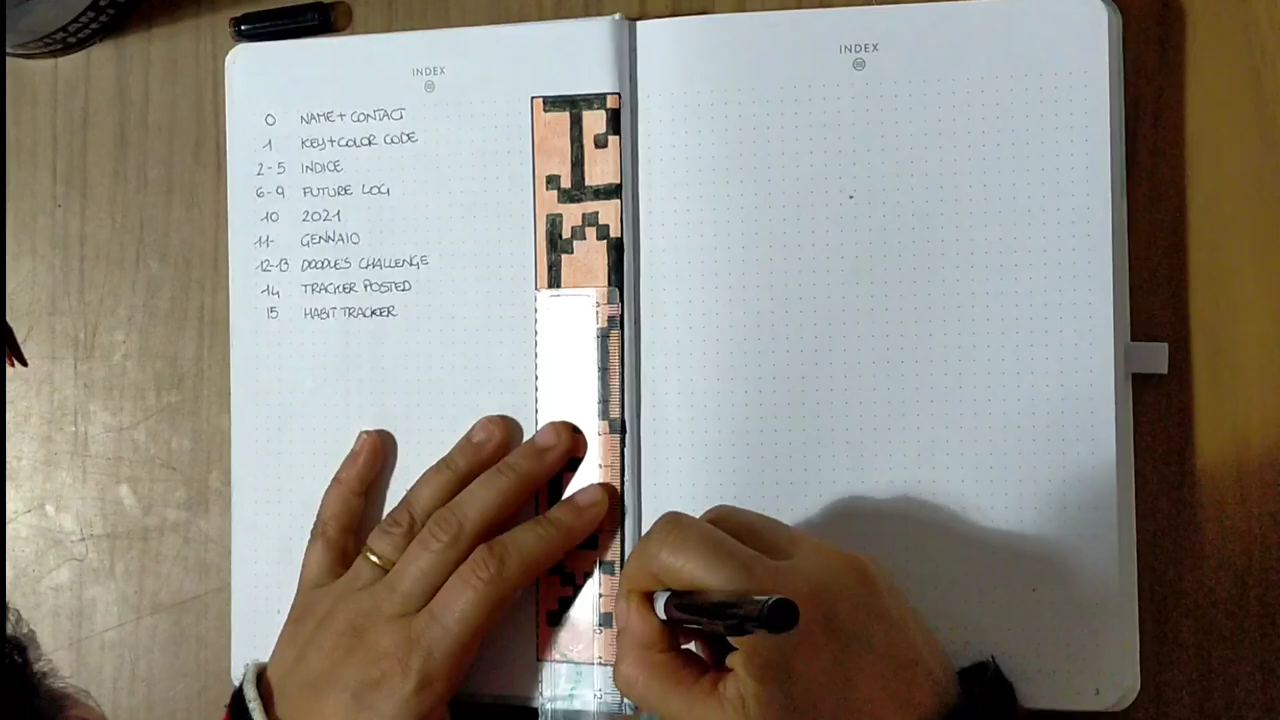 INDEX
0 NAME + CONTACT
1 KEY + COLOR CODE
2-5 INDICE
6-9 FUTURE LOG
10 2021
11- GENNAIO
12-13 DOODLE'S CHALLENGE
14 TRACKER POSTED
15 HABIT TRACKER
INDEX
3